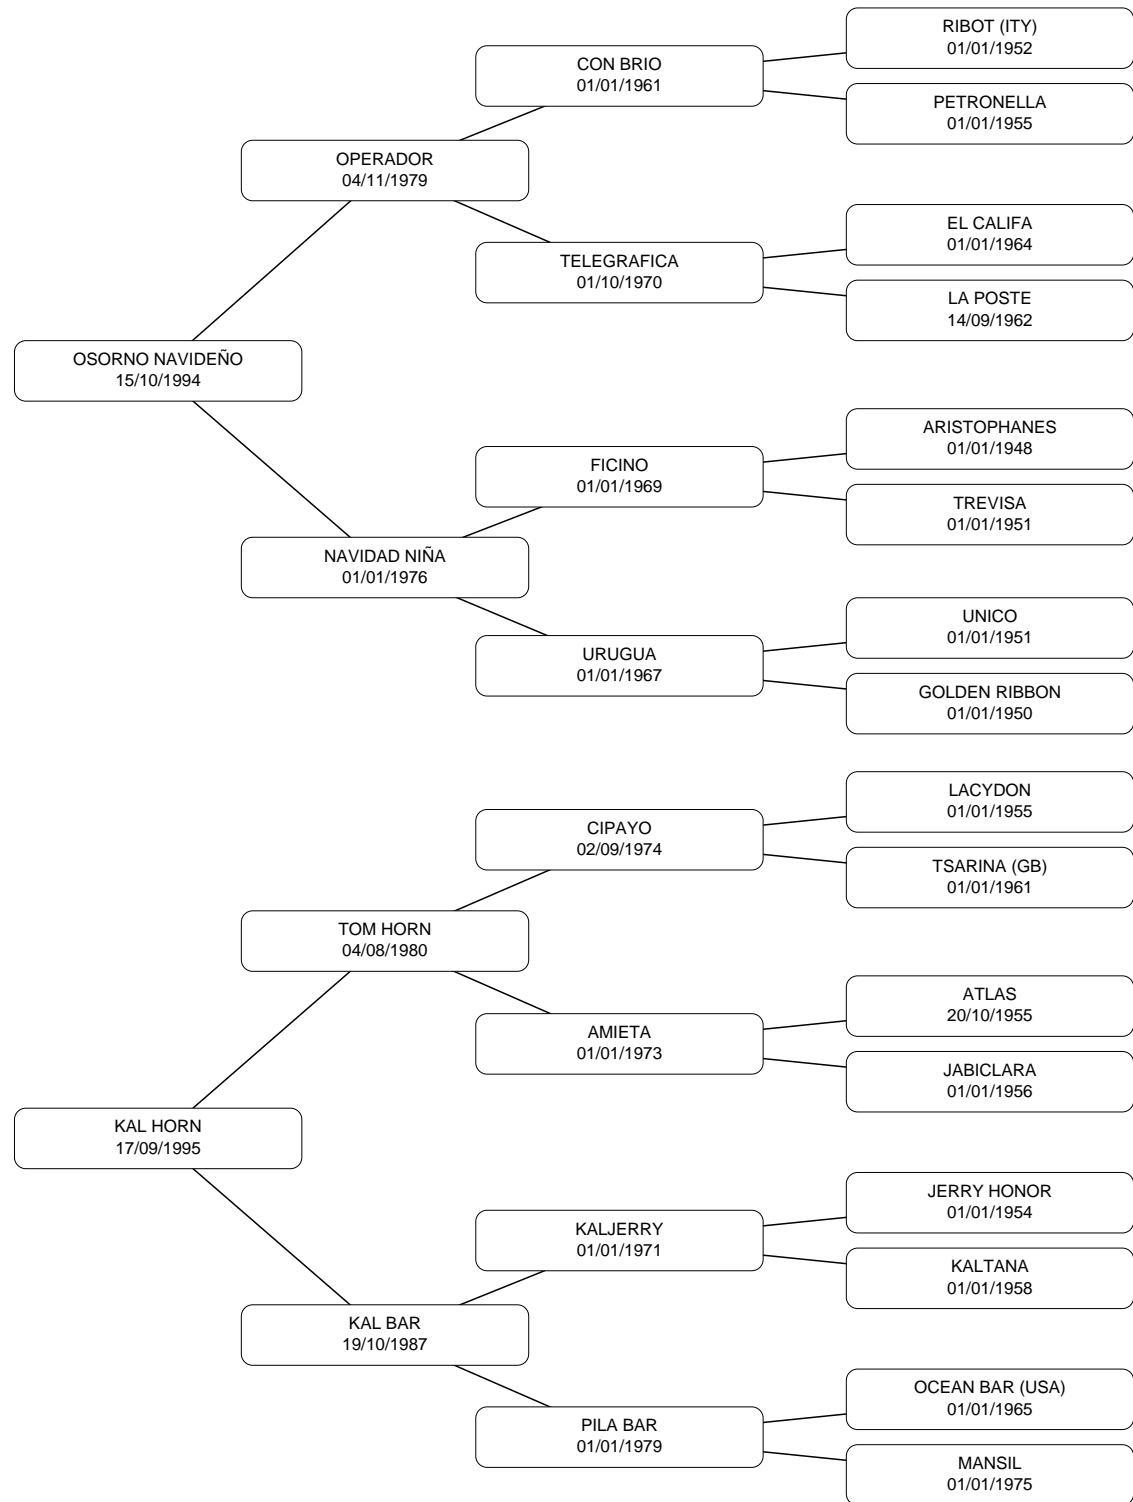 RIBOT (ITY)
01/01/1952
CON BRIO
01/01/1961
PETRONELLA
01/01/1955
OPERADOR
04/11/1979
EL CALIFA
01/01/1964
TELEGRAFICA
01/10/1970
LA POSTE
14/09/1962
OSORNO NAVIDEÑO
15/10/1994
ARISTOPHANES
01/01/1948
FICINO
01/01/1969
TREVISA
01/01/1951
NAVIDAD NIÑA
01/01/1976
UNICO
01/01/1951
URUGUA
01/01/1967
GOLDEN RIBBON
01/01/1950
LACYDON
01/01/1955
CIPAYO
02/09/1974
TSARINA (GB)
01/01/1961
TOM HORN
04/08/1980
ATLAS
20/10/1955
AMIETA
01/01/1973
JABICLARA
01/01/1956
KAL HORN
17/09/1995
JERRY HONOR
01/01/1954
KALJERRY
01/01/1971
KALTANA
01/01/1958
KAL BAR
19/10/1987
OCEAN BAR (USA)
01/01/1965
PILA BAR
01/01/1979
MANSIL
01/01/1975